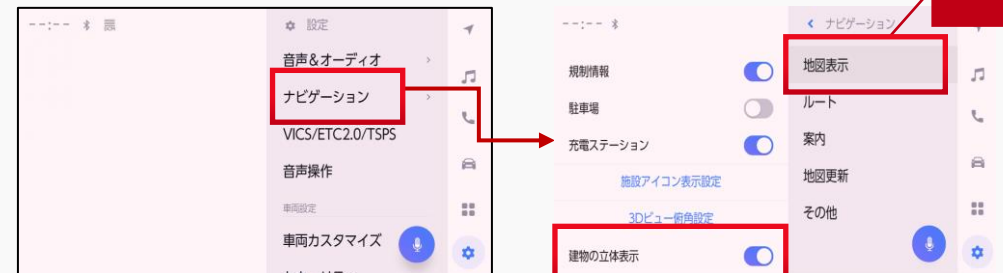 --:--
設定
音声&オーディオ
ナビゲーション
VICS/ETC2.0/TSPS
音声操作
車両設定
車両カスタマイズ
--:--
規制情報
駐車場
充電ステーション
施設アイコン表示設定
3Dビュー俯角設定
建物の立体表示
ナビゲーション
地図表示
ルート
案内
地図更新
その他